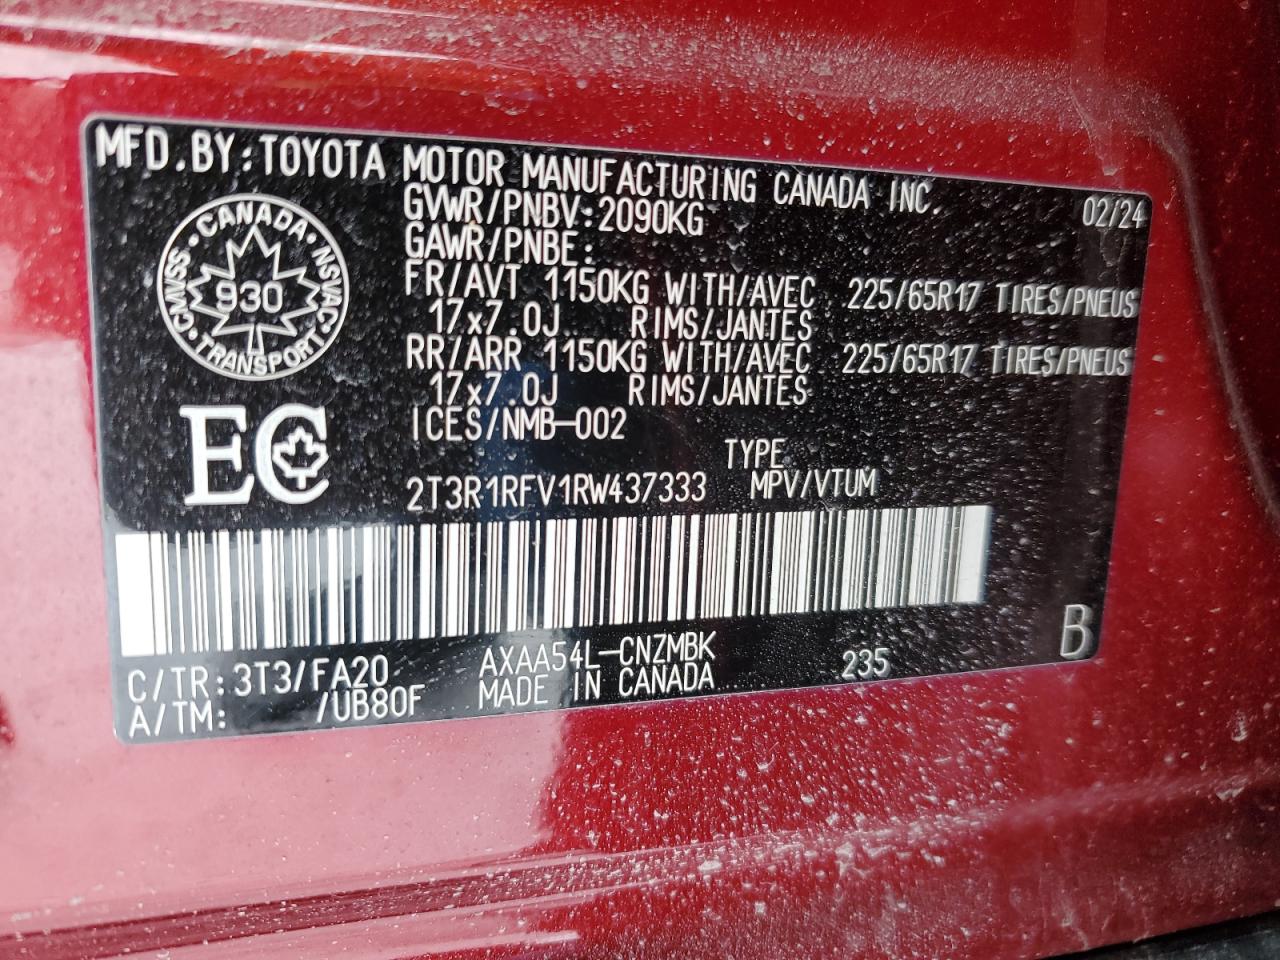 MFD.BY:TOYOTA MOTOR MANUFACTURING CANADA INC.
GVWR/PNBV:2090KG 02/24
GAWR/PNBE:
FR/AVT 1150KG WITH/AVEC 225/65R17 TIRES/PNEUS
17x7.0J RIMS/JANTES
RR/ARR 1150KG WITH/AVEC 225/65R17 TIRES/PNEUS
17x7.0J RIMS/JANTES
ICES/NMB-002
CANADA
CMVSS 930 NSVAC
TRANSPORT
EC
TYPE
2T3R1RFV1RW437333 MPV/VTUM
C/TR:3T3/FA20 AXAA54L-CNZMBK 235 B
A/TM: /UB80F MADE IN CANADA